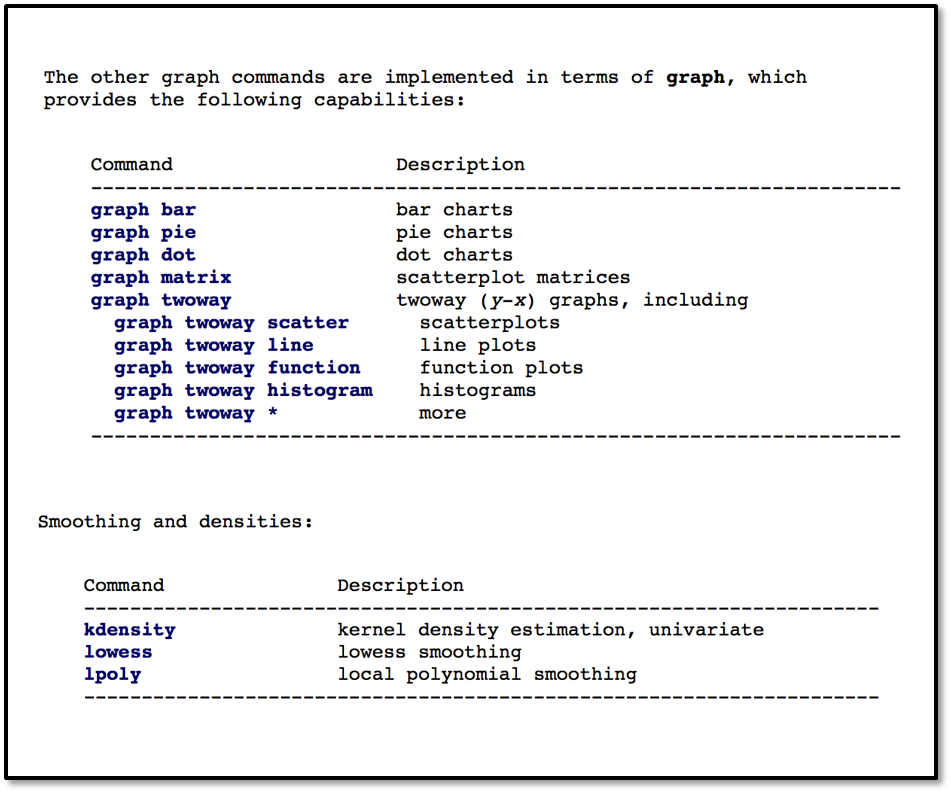 The other graph commands are implemented in terms of graph, which
provides the following capabilities:
Command Description
---------------------------------------------------------------------
graph bar bar charts
graph pie pie charts
graph dot dot charts
graph matrix scatterplot matrices
graph twoway twoway (y-x) graphs, including
graph twoway scatter scatterplots
graph twoway line line plots
graph twoway function function plots
graph twoway histogram histograms
graph twoway * more
---------------------------------------------------------------------
Smoothing and densities:
Command Description
---------------------------------------------------------------------
kdensity kernel density estimation, univariate
lowess lowess smoothing
lpoly local polynomial smoothing
---------------------------------------------------------------------